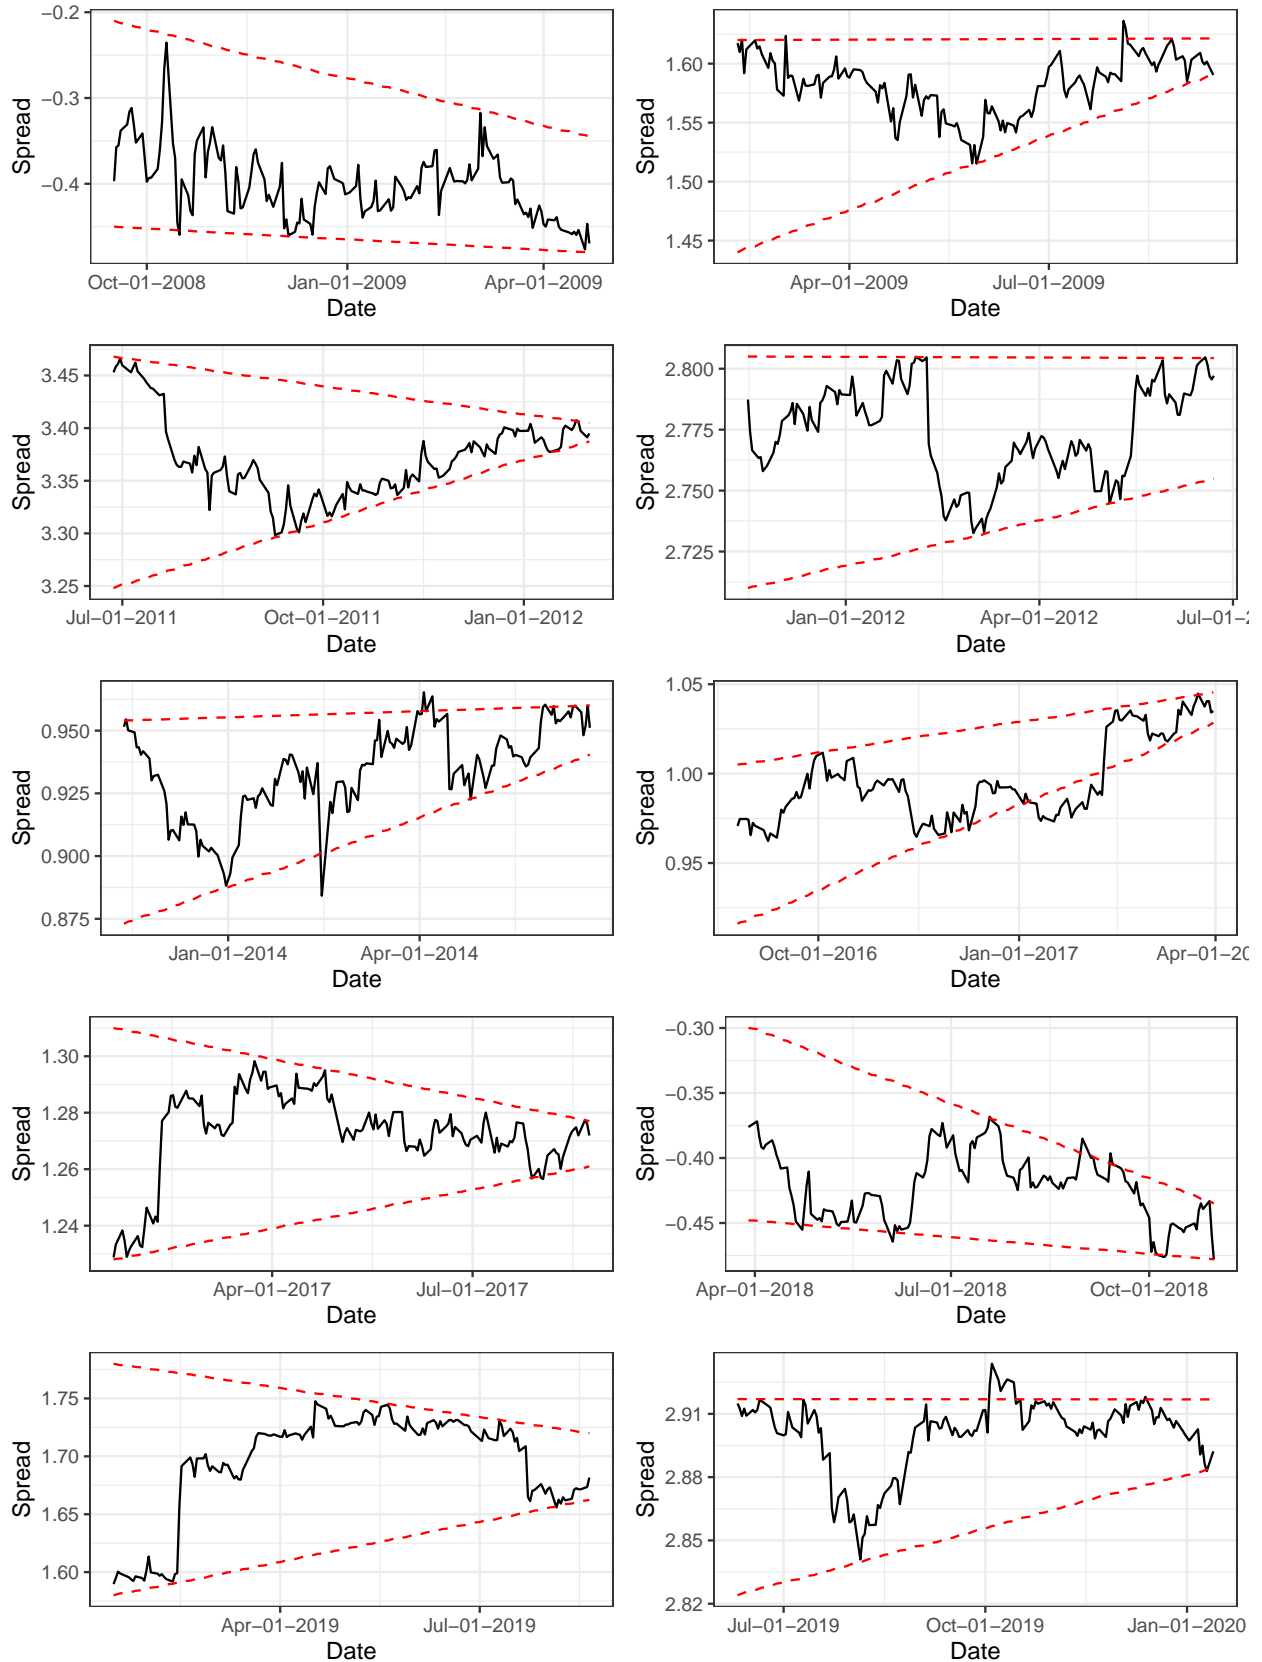 −0.2
−0.3
−0.4
Spread
Oct−01−2008 Jan−01−2009 Apr−01−2009
Date
1.60
1.55
1.50
1.45
Spread
Apr−01−2009 Jul−01−2009
Date
3.45
3.40
3.35
3.30
3.25
Spread
Jul−01−2011 Oct−01−2011 Jan−01−2012
Date
2.800
2.775
2.750
2.725
Spread
Jan−01−2012 Apr−01−2012 Jul−01−2
Date
0.950
0.925
0.900
0.875
Spread
Jan−01−2014 Apr−01−2014
Date
1.05
1.00
0.95
Spread
Oct−01−2016 Jan−01−2017 Apr−01−20
Date
1.30
1.28
1.26
1.24
Spread
Apr−01−2017 Jul−01−2017
Date
−0.30
−0.35
−0.40
−0.45
Spread
Apr−01−2018 Jul−01−2018 Oct−01−2018
Date
1.75
1.70
1.65
1.60
Spread
Apr−01−2019 Jul−01−2019
Date
2.91
2.88
2.85
2.82
Spread
Jul−01−2019 Oct−01−2019 Jan−01−2020
Date